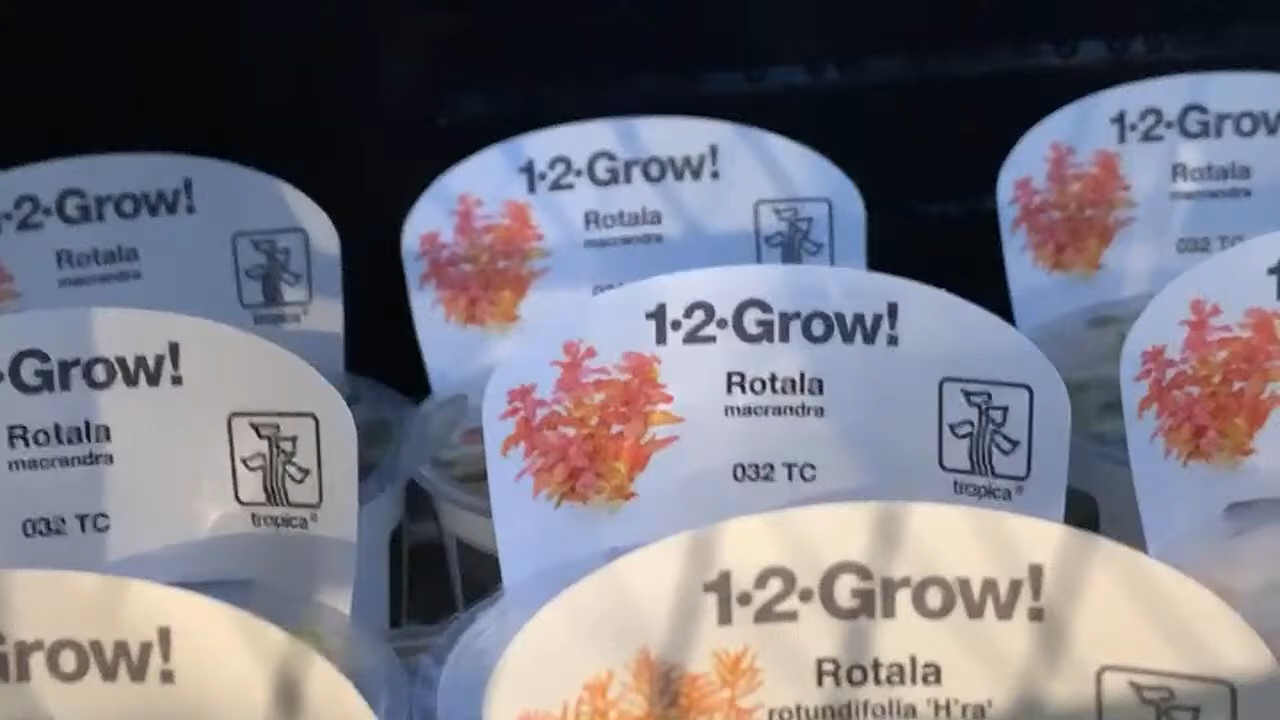 1·2·Grow!
Rotala
macrandra
tropica®
1·2·Grow!
Rotala
macrandra
1·2·Grow
Rotala
macrandra
032 TC
·Grow!
Rotala
macrandra
032 TC
tropica®
1·2·Grow!
Rotala
macrandra
032 TC
tropica®
1
Grow!
1·2·Grow!
Rotala
rotundifolia 'H'ra'